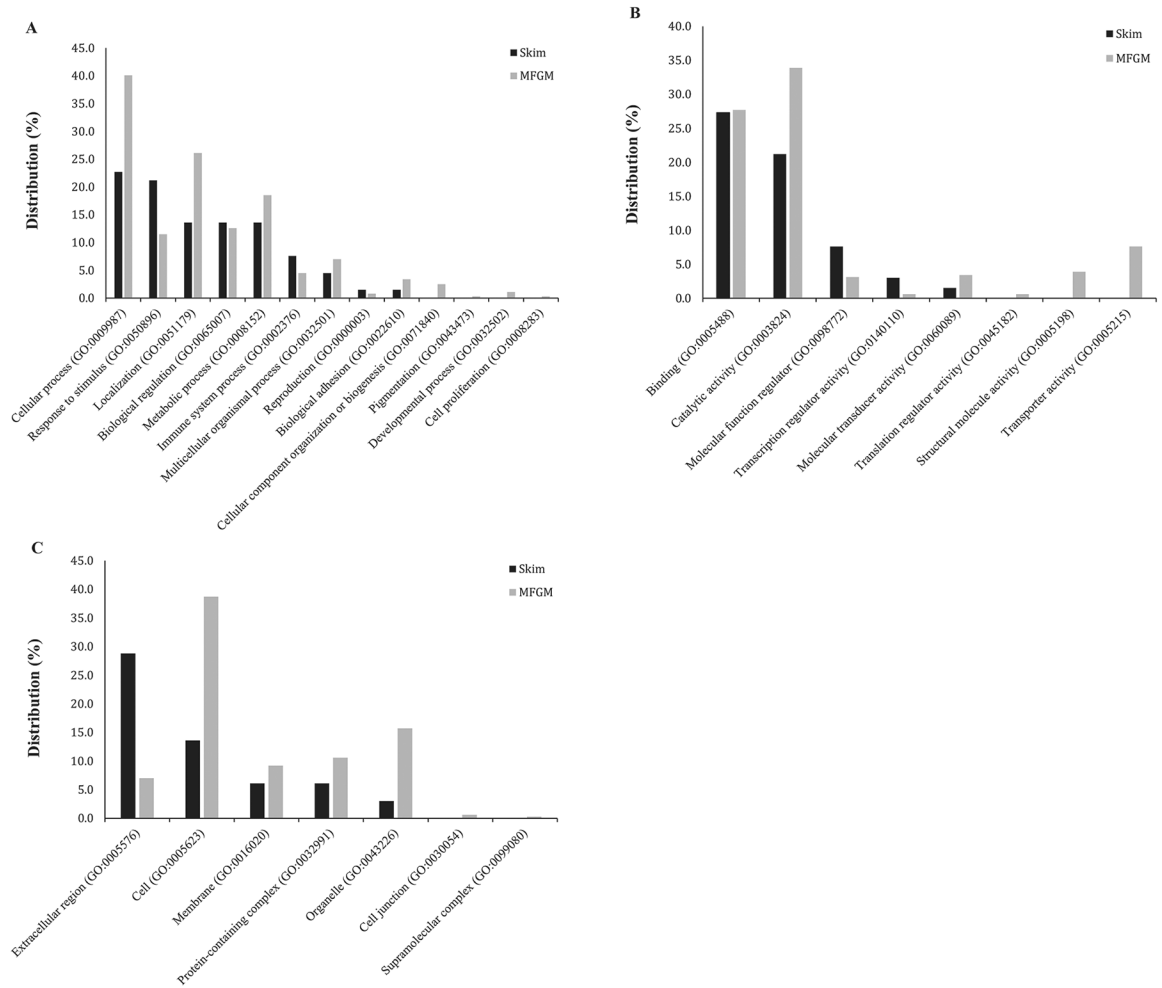 A
45.0
40.0
35.0
30.0
25.0
20.0
15.0
10.0
5.0
0.0
Distribution (%)
Skim
MFGM
Cellular process (GO:0009987)
Response to stimulus (GO:0050896)
Localization (GO:0051179)
Biological regulation (GO:0065007)
Metabolic process (GO:0008152)
Immune system process (GO:0002376)
Multicellular organismal process (GO:0032501)
Reproduction (GO:0000003)
Biological adhesion (GO:0022610)
Cellular component organization or biogenesis (GO:0071840)
Pigmentation (GO:0043473)
Developmental process (GO:0032502)
Cell proliferation (GO:0008283)
B
40.0
35.0
30.0
25.0
20.0
15.0
10.0
5.0
0.0
Distribution (%)
Skim
MFGM
Binding (GO:0005488)
Catalytic activity (GO:0003824)
Molecular function regulator (GO:0098772)
Transcription regulator activity (GO:0140110)
Molecular transducer activity (GO:0060089)
Translation regulator activity (GO:0045182)
Structural molecule activity (GO:0005198)
Transporter activity (GO:0005215)
C
45.0
40.0
35.0
30.0
25.0
20.0
15.0
10.0
5.0
0.0
Distribution (%)
Skim
MFGM
Extracellular region (GO:0005576)
Cell (GO:0005623)
Membrane (GO:0016020)
Protein-containing complex (GO:0032991)
Organelle (GO:0043226)
Cell junction (GO:0030054)
Supramolecular complex (GO:0099080)